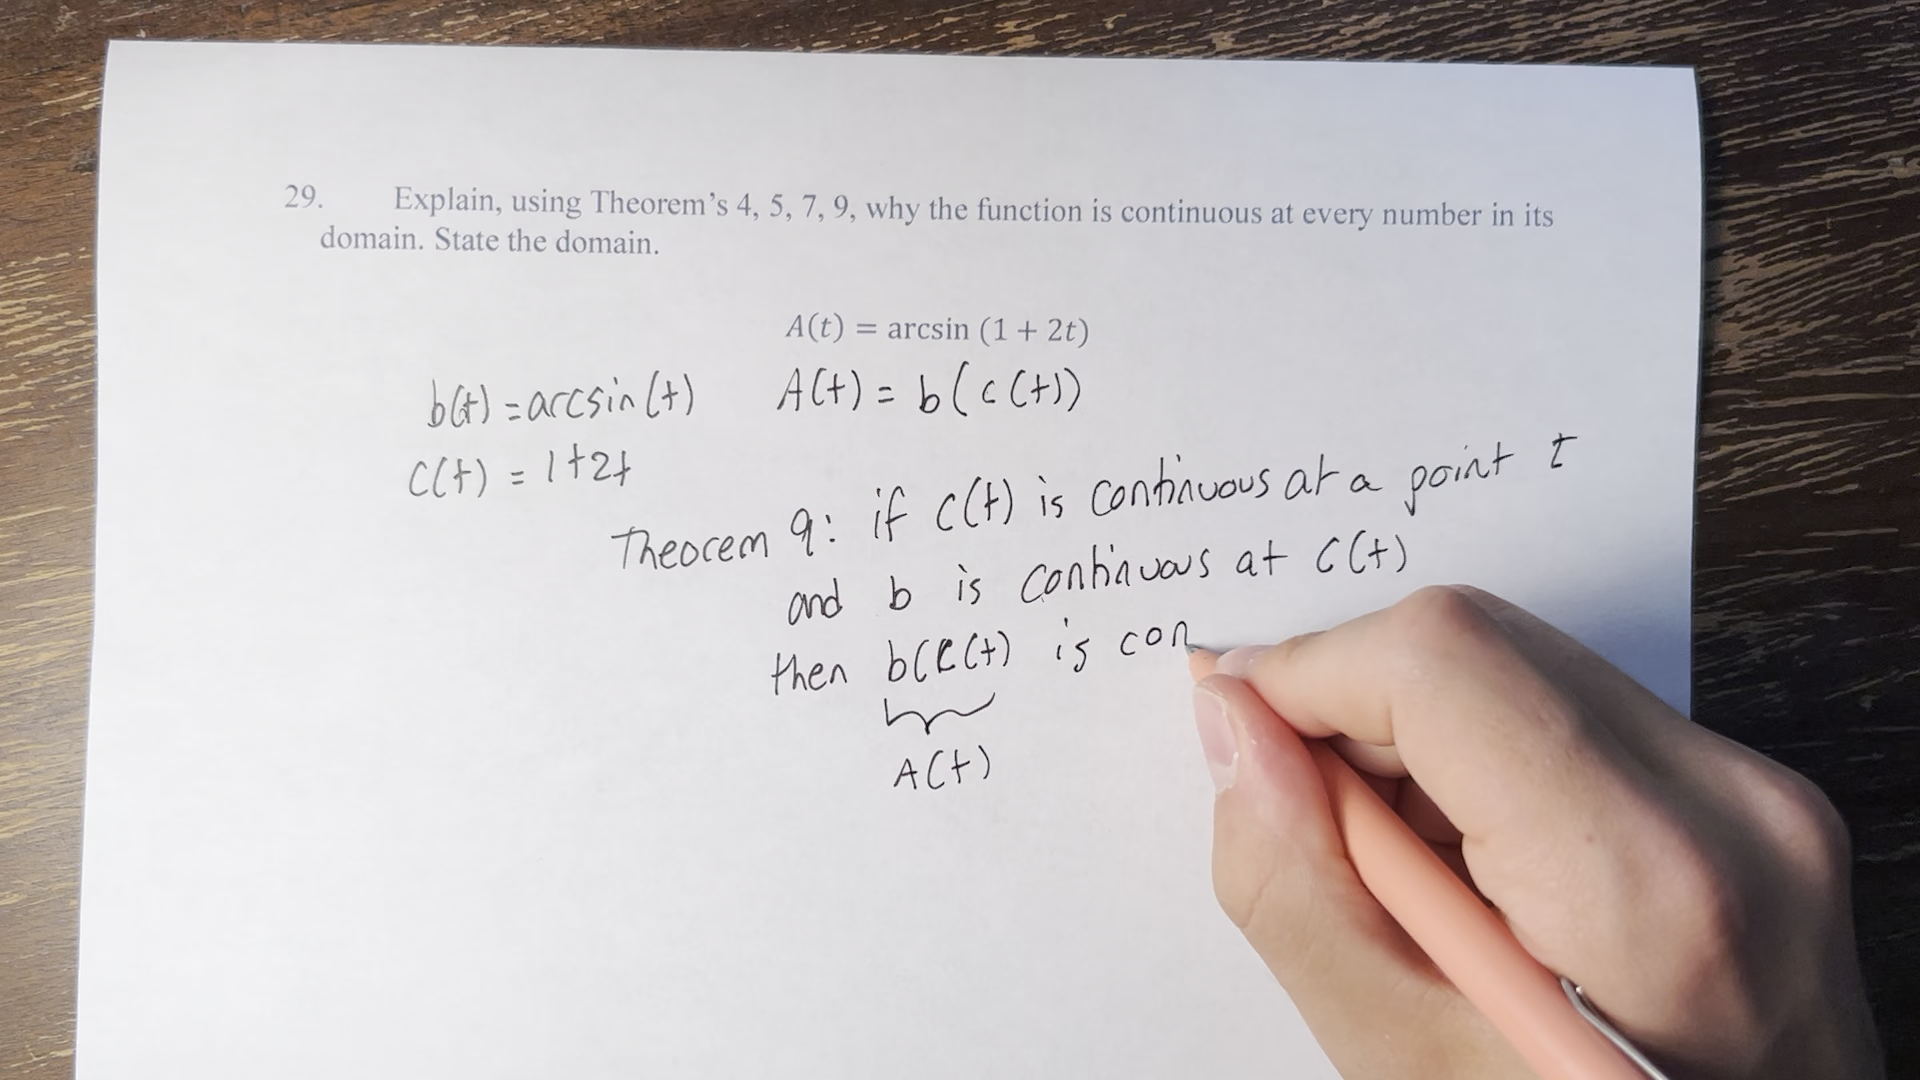 29. Explain, using Theorem's 4, 5, 7, 9, why the function is continuous at every number in its
domain. State the domain.
A(t) = arcsin (1 + 2t)
b(t) = arcsin(t)
A(t) = b(c(t))
c(t) = 1+2t
Theorem 9: if c(t) is continuous at a point t
and b is continuous at c(t)
then b(c(t) is con
A(t)